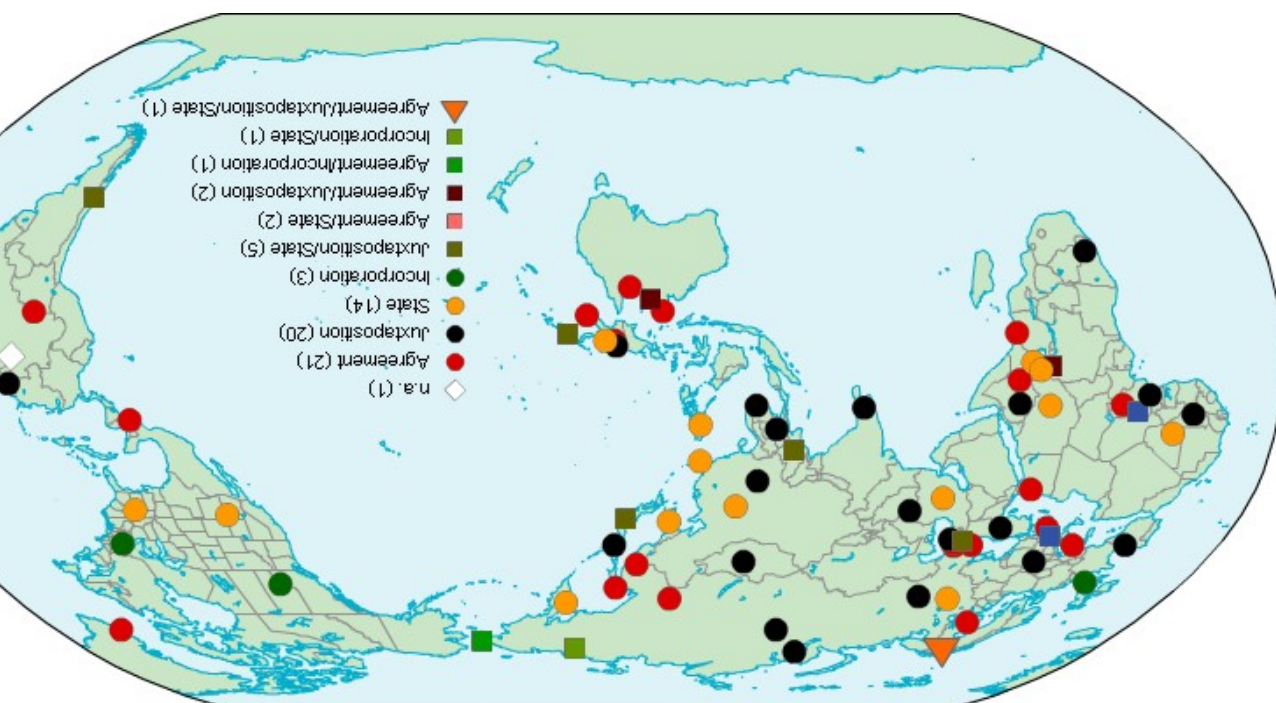 n.a. (1)
Agreement (21)
Juxtaposition (20)
State (14)
Incorporation (3)
Juxtaposition/State (5)
Agreement/State (2)
Agreement/Juxtaposition (2)
Agreement/Incorporation (1)
Incorporation/State (1)
Agreement/Juxtaposition/State (1)